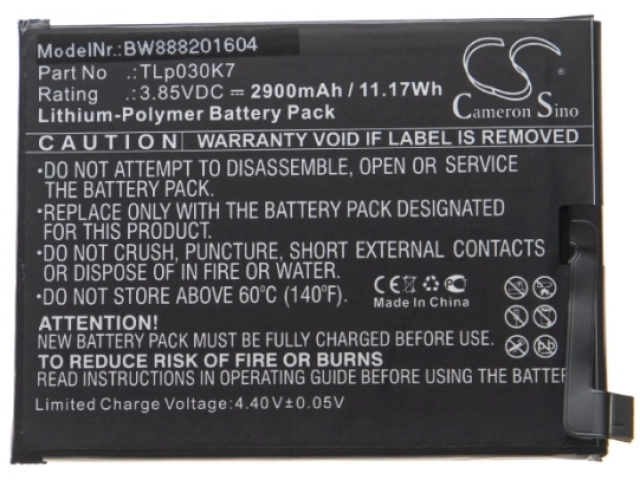 ModelNr.:BW888201604
Part No :TLp030K7
Rating :3.85VDC ⎓ 2900mAh / 11.17Wh
Lithium-Polymer Battery Pack
CS
Cameron Sino
CAUTION WARRANTY VOID IF LABEL IS REMOVED
•DO NOT ATTEMPT TO DISASSEMBLE, OPEN OR SERVICE
THE BATTERY PACK.
•REPLACE ONLY WITH THE BATTERY PACK DESIGNATED
FOR THIS EQUIPMENT.
•DO NOT CRUSH, PUNCTURE, SHORT EXTERNAL CONTACTS
OR DISPOSE OF IN FIRE OR WATER.
•DO NOT STORE ABOVE 60°C (140°F).
CE
Made In China
ATTENTION!
NEW BATTERY PACK MUST BE FULLY CHARGED BEFORE USE.
TO REDUCE RISK OF FIRE OR BURNS
READ INSTRUCTIONS IN OPERATING GUIDE BEFORE USING THE BATTER
Limited Charge Voltage:4.40V±0.05V